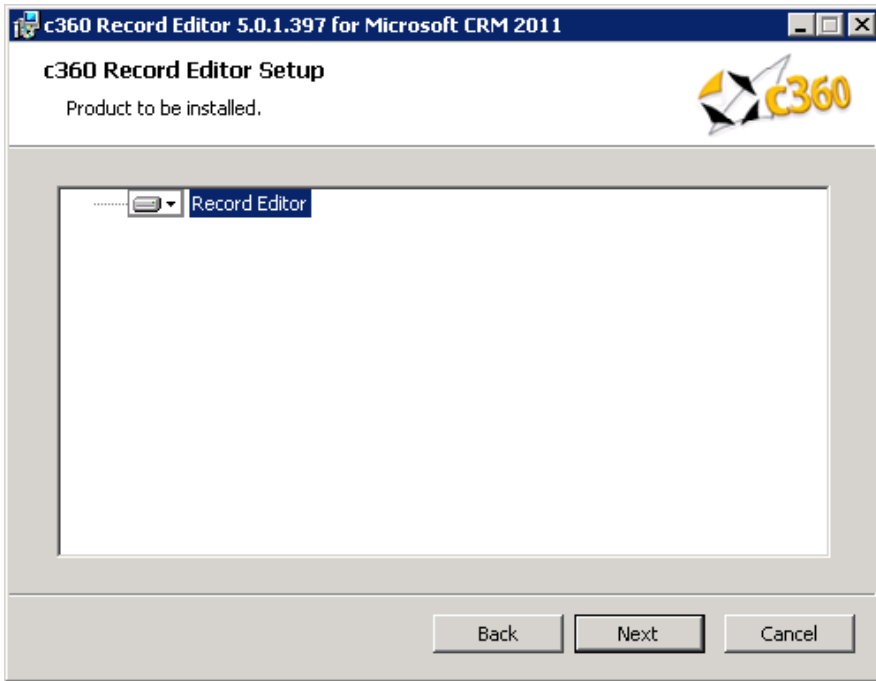 c360 Record Editor 5.0.1.397 for Microsoft CRM 2011
c360 Record Editor Setup
Product to be installed.
c360
Record Editor
Back
Next
Cancel